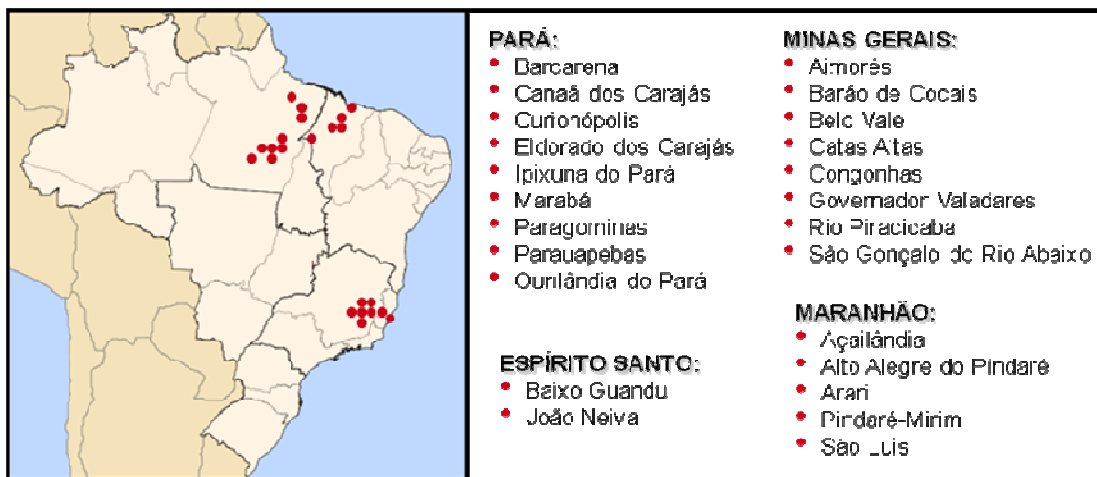 PARÁ:
• Barcarena
• Canaã dos Carajás
• Curionópolis
• Eldorado dos Carajás
• Ipixuna do Pará
• Marabá
• Paragominas
• Parauapebas
• Ourilândia do Pará
ESPÍRITO SANTO:
• Baixo Guandu
• João Neiva
MINAS GERAIS:
• Aimorés
• Barão de Cocais
• Belo Vale
• Catas Altas
• Congonhas
• Governador Valadares
• Rio Piracicaba
• São Gonçalo do Rio Abaixo
MARANHÃO:
• Açailândia
• Alto Alegre do Pindaré
• Arari
• Pindaré-Mirim
• São Luis